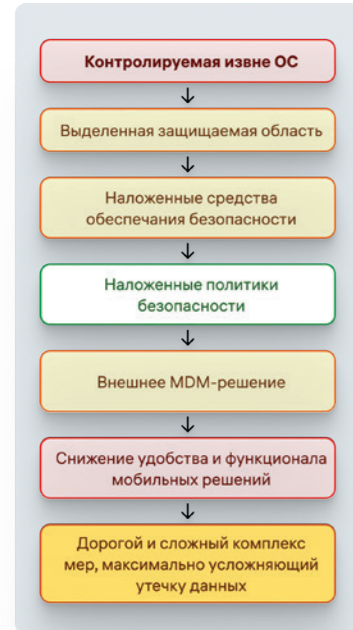 Контролируемая извне ОС
Выделенная защищаемая область
Наложенные средства
обеспечания безопасности
Наложенные политики
безопасности
Внешнее MDM-решение
Снижение удобства и функционала
мобильных решений
Дорогой и сложный комплекс
мер, максимально усложняющий
утечку данных